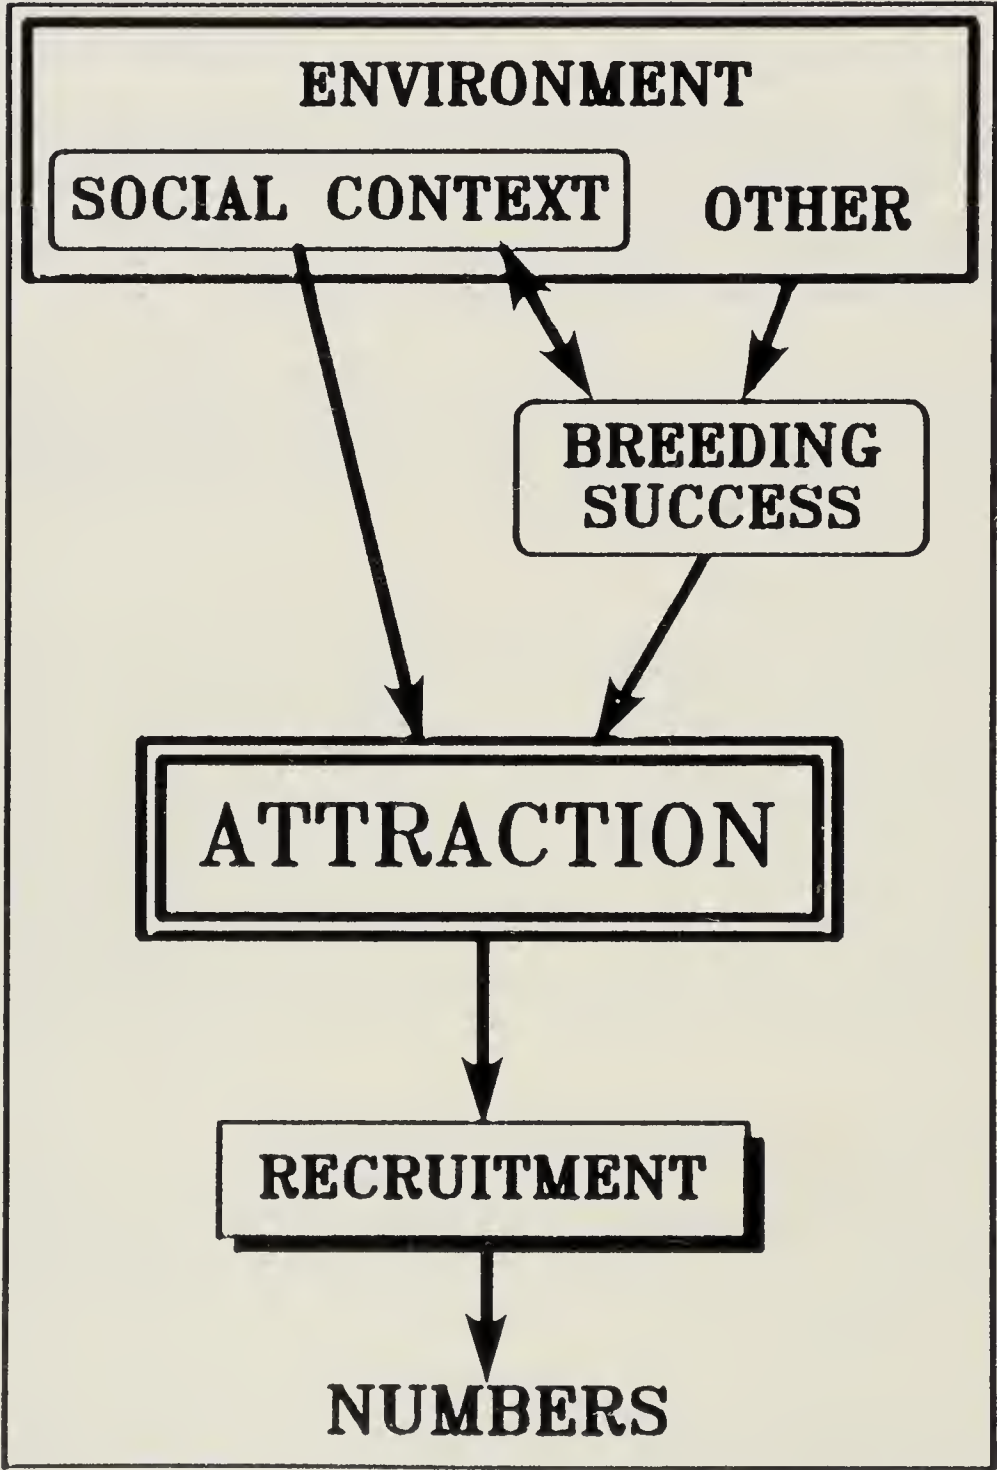 ENVIRONMENT
SOCIAL CONTEXT
OTHER
BREEDING
SUCCESS
ATTRACTION
RECRUITMENT
NUMBERS